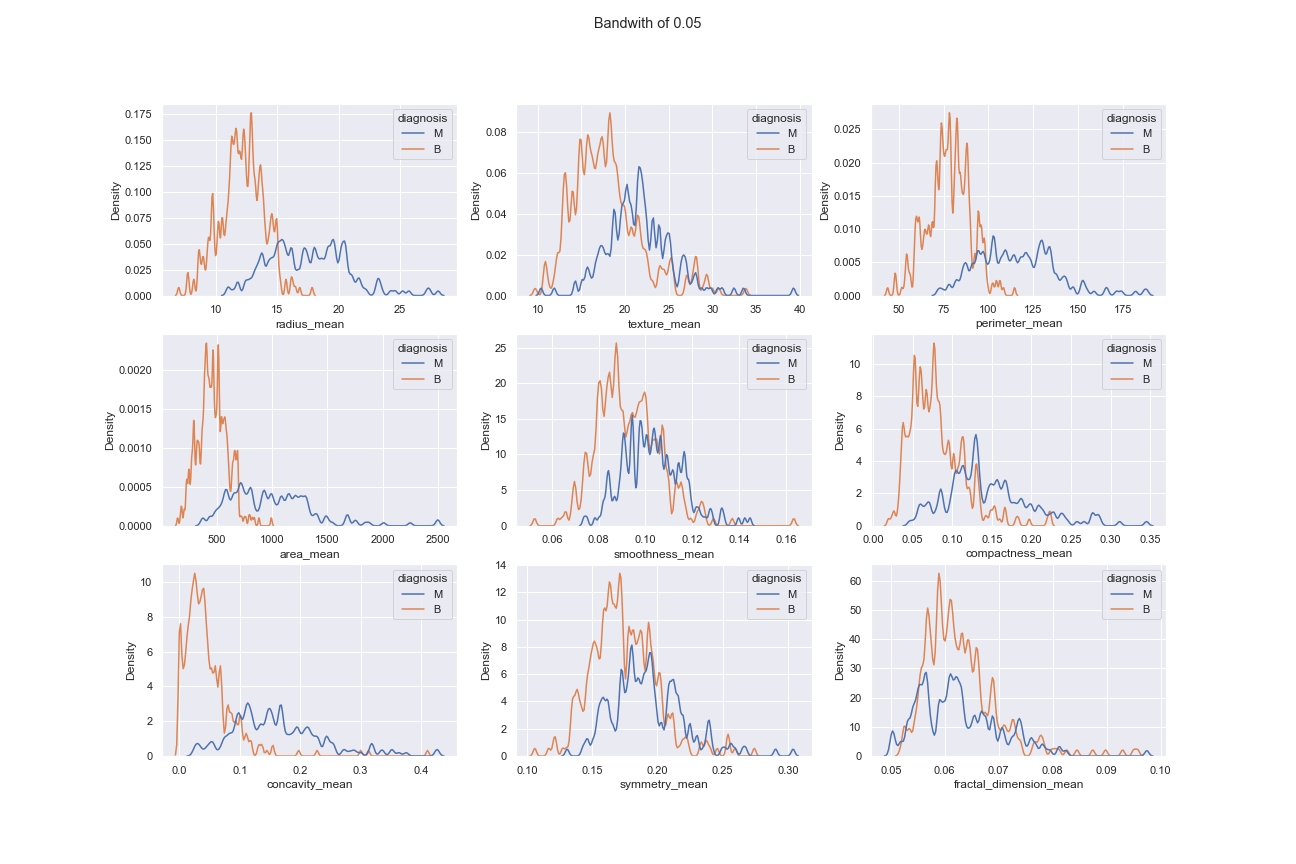 Bandwith of 0.05
0.175
0.150
0.125
0.100
0.075
0.050
0.025
0.000
Density
10 15 20 25
radius_mean
diagnosis
M
B
0.08
0.06
0.04
0.02
0.00
Density
10 15 20 25 30 35 40
texture_mean
diagnosis
M
B
0.025
0.020
0.015
0.010
0.005
0.000
Density
50 75 100 125 150 175
perimeter_mean
diagnosis
M
B
0.0020
0.0015
0.0010
0.0005
0.0000
Density
500 1000 1500 2000 2500
area_mean
diagnosis
M
B
25
20
15
10
5
0
Density
0.06 0.08 0.10 0.12 0.14 0.16
smoothness_mean
diagnosis
M
B
10
8
6
4
2
0
Density
0.00 0.05 0.10 0.15 0.20 0.25 0.30 0.35
compactness_mean
diagnosis
M
B
10
8
6
4
2
0
Density
0.0 0.1 0.2 0.3 0.4
concavity_mean
diagnosis
M
B
14
12
10
8
6
4
2
0
Density
0.10 0.15 0.20 0.25 0.30
symmetry_mean
diagnosis
M
B
60
50
40
30
20
10
0
Density
0.05 0.06 0.07 0.08 0.09 0.10
fractal_dimension_mean
diagnosis
M
B